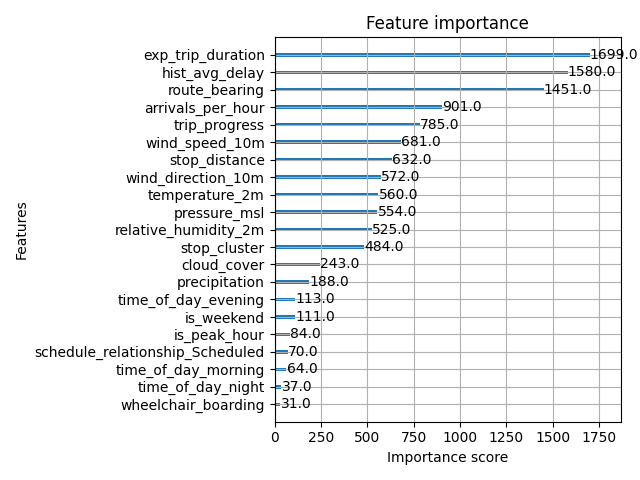 Feature importance
exp_trip_duration 1699.0
hist_avg_delay 1580.0
route_bearing 1451.0
arrivals_per_hour 901.0
trip_progress 785.0
wind_speed_10m 681.0
stop_distance 632.0
wind_direction_10m 572.0
temperature_2m 560.0
pressure_msl 554.0
relative_humidity_2m 525.0
stop_cluster 484.0
cloud_cover 243.0
precipitation 188.0
time_of_day_evening 113.0
is_weekend 111.0
is_peak_hour 84.0
schedule_relationship_Scheduled 70.0
time_of_day_morning 64.0
time_of_day_night 37.0
wheelchair_boarding 31.0
Features
0 250 500 750 1000 1250 1500 1750
Importance score